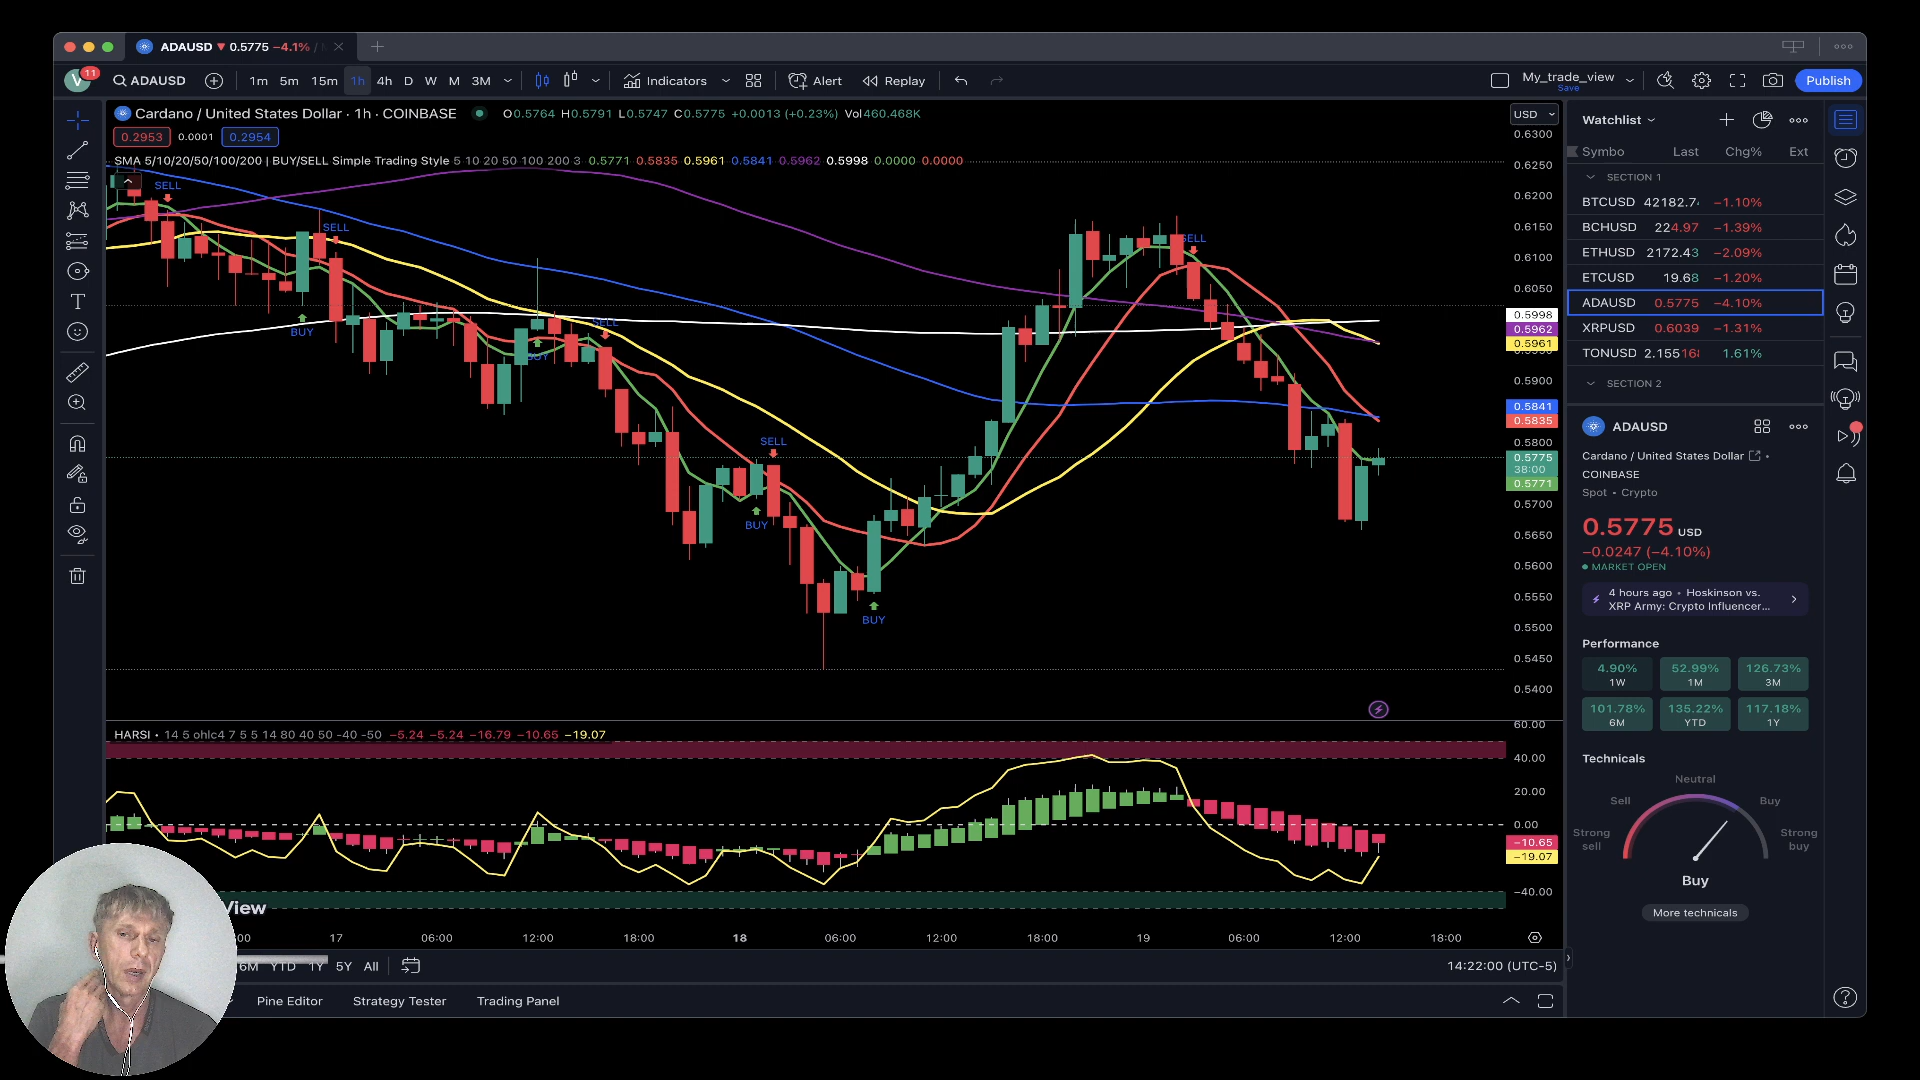 ADAUSD ▼ 0.5775 −4.1% /
V 11 ADAUSD 1m 5m 15m 1h 4h D W M 3M Indicators Alert Replay My_trade_view Save Publish
Cardano / United States Dollar · 1h · COINBASE O0.5764 H0.5791 L0.5747 C0.5775 +0.0013 (+0.23%) Vol460.468K
0.2953 0.0001 0.2954
SMA 5/10/20/50/100/200 | BUY/SELL Simple Trading Style 5 10 20 50 100 200 3 0.5771 0.5835 0.5961 0.5841 0.5962 0.5998 0.0000 0.0000
USD
0.6300
0.6250
0.6200
0.6150
0.6100
0.6050
0.5998
0.5962
0.5961
0.5900
0.5841
0.5835
0.5800
0.5775
38:00
0.5771
0.5700
0.5650
0.5600
0.5550
0.5500
0.5450
0.5400
SELL
SELL
BUY
SELL
BUY
SELL
BUY
BUY
SELL
HARSI • 14 5 ohlc4 7 5 5 14 80 40 50 -40 -50 −5.24 −5.24 −16.79 −10.65 −19.07
60.00
40.00
20.00
0.00
−10.65
−19.07
−40.00
View
:00 17 06:00 12:00 18:00 18 06:00 12:00 18:00 19 06:00 12:00 18:00
6M YTD 1Y 5Y All
14:22:00 (UTC-5)
Pine Editor Strategy Tester Trading Panel
Watchlist
Symbo Last Chg% Ext
SECTION 1
BTCUSD 42182.7 −1.10%
BCHUSD 224.97 −1.39%
ETHUSD 2172.43 −2.09%
ETCUSD 19.68 −1.20%
ADAUSD 0.5775 −4.10%
XRPUSD 0.6039 −1.31%
TONUSD 2.15516 1.61%
SECTION 2
ADAUSD
Cardano / United States Dollar •
COINBASE
Spot • Crypto
0.5775 USD
−0.0247 (−4.10%)
MARKET OPEN
4 hours ago • Hoskinson vs.
XRP Army: Crypto Influencer...
Performance
4.90% 52.99% 126.73%
1W 1M 3M
101.78% 135.22% 117.18%
6M YTD 1Y
Technicals
Neutral
Sell Buy
Strong sell Strong buy
Buy
More technicals